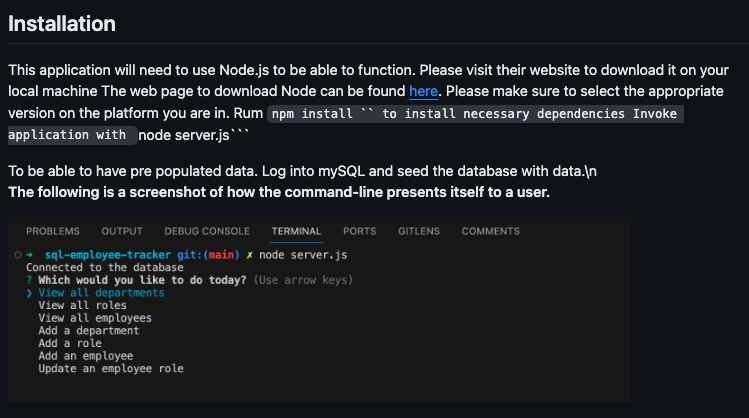 Installation
This application will need to use Node.js to be able to function. Please visit their website to download it on your
local machine The web page to download Node can be found here. Please make sure to select the appropriate
version on the platform you are in. Rum npm install `` to install necessary dependencies Invoke
application with node server.js```
To be able to have pre populated data. Log into mySQL and seed the database with data.\n
The following is a screenshot of how the command-line presents itself to a user.
PROBLEMS OUTPUT DEBUG CONSOLE TERMINAL PORTS GITLENS COMMENTS
→ sql-employee-tracker git:(main) ✗ node server.js
Connected to the database
? Which would you like to do today? (Use arrow keys)
❯ View all departments
View all roles
View all employees
Add a department
Add a role
Add an employee
Update an employee role